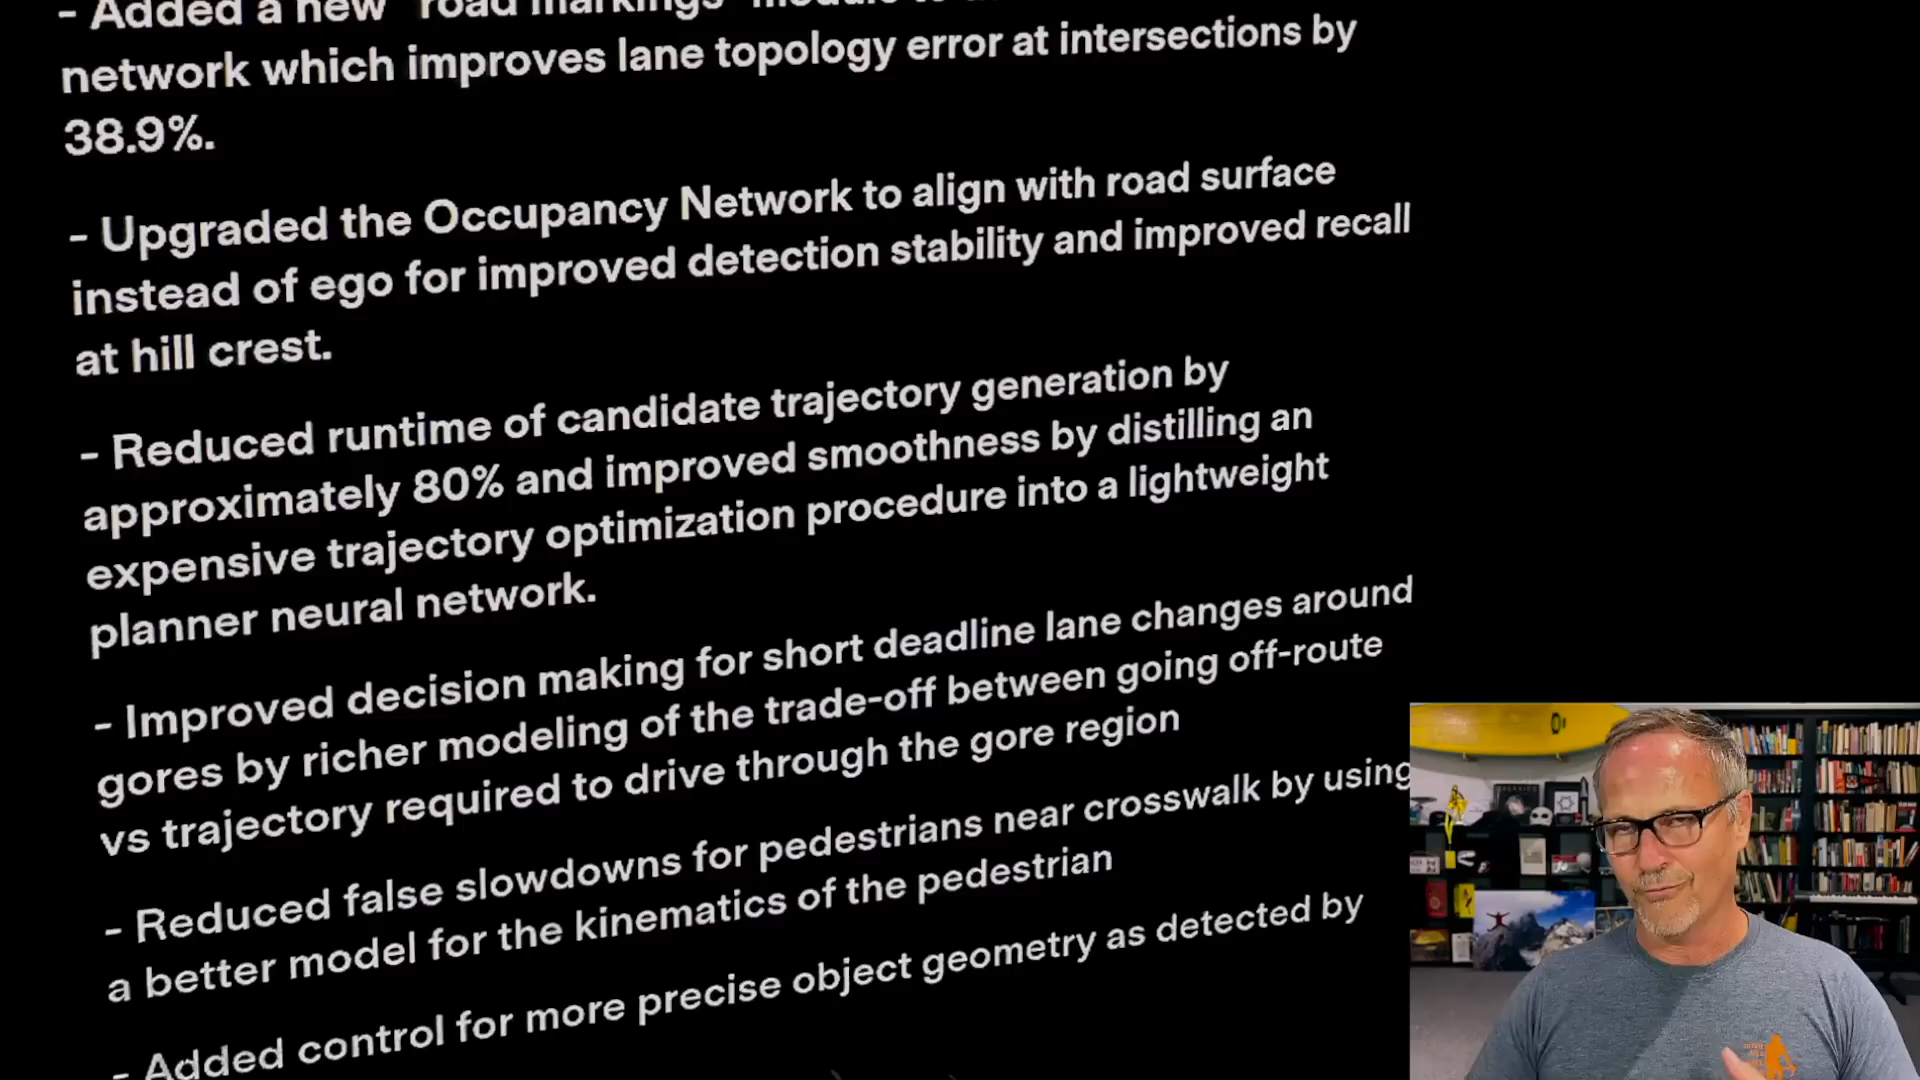 - Added a new "road markings" module to
network which improves lane topology error at intersections by
38.9%.
- Upgraded the Occupancy Network to align with road surface
instead of ego for improved detection stability and improved recall
at hill crest.
- Reduced runtime of candidate trajectory generation by
approximately 80% and improved smoothness by distilling an
expensive trajectory optimization procedure into a lightweight
planner neural network.
- Improved decision making for short deadline lane changes around
gores by richer modeling of the trade-off between going off-route
vs trajectory required to drive through the gore region
- Reduced false slowdowns for pedestrians near crosswalk by using
a better model for the kinematics of the pedestrian
- Added control for more precise object geometry as detected by